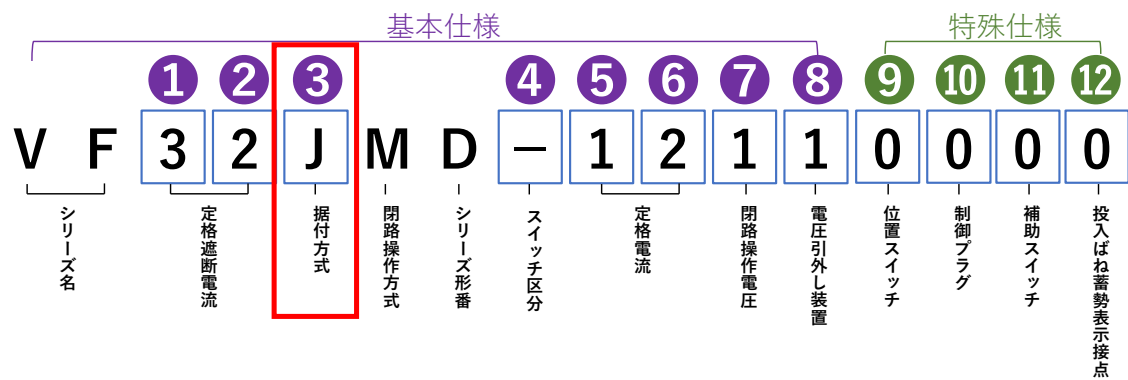 基本仕様
特殊仕様
1 2 3 4 5 6 7 8 9 10 11 12
V F 3 2 J M D － 1 2 1 1 0 0 0 0
シリーズ名
定格遮断電流
据付方式
閉路操作方式
シリーズ形番
スイッチ区分
定格電流
閉路操作電圧
電圧引外し装置
位置スイッチ
制御プラグ
補助スイッチ
投入ばね蓄勢表示接点